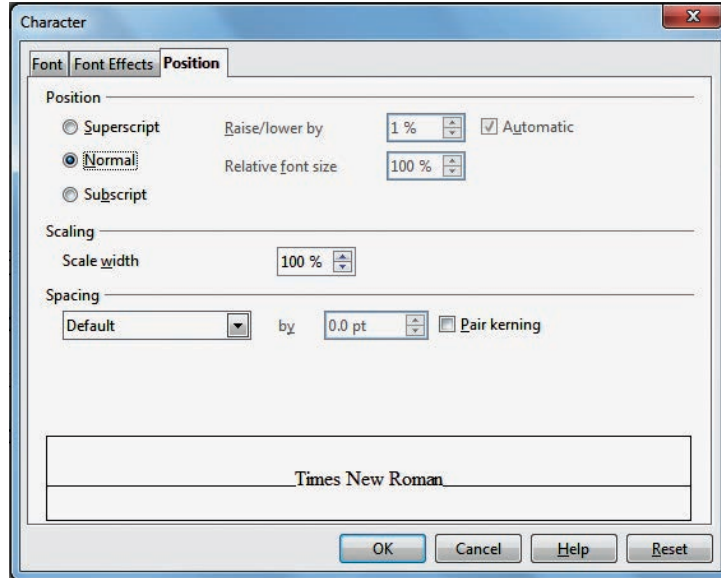 Character
Font Font Effects Position
Position
Superscript Raise/lower by 1 % Automatic
Normal Relative font size 100 %
Subscript
Scaling
Scale width 100 %
Spacing
Default by 0.0 pt Pair kerning
Times New Roman
OK Cancel Help Reset